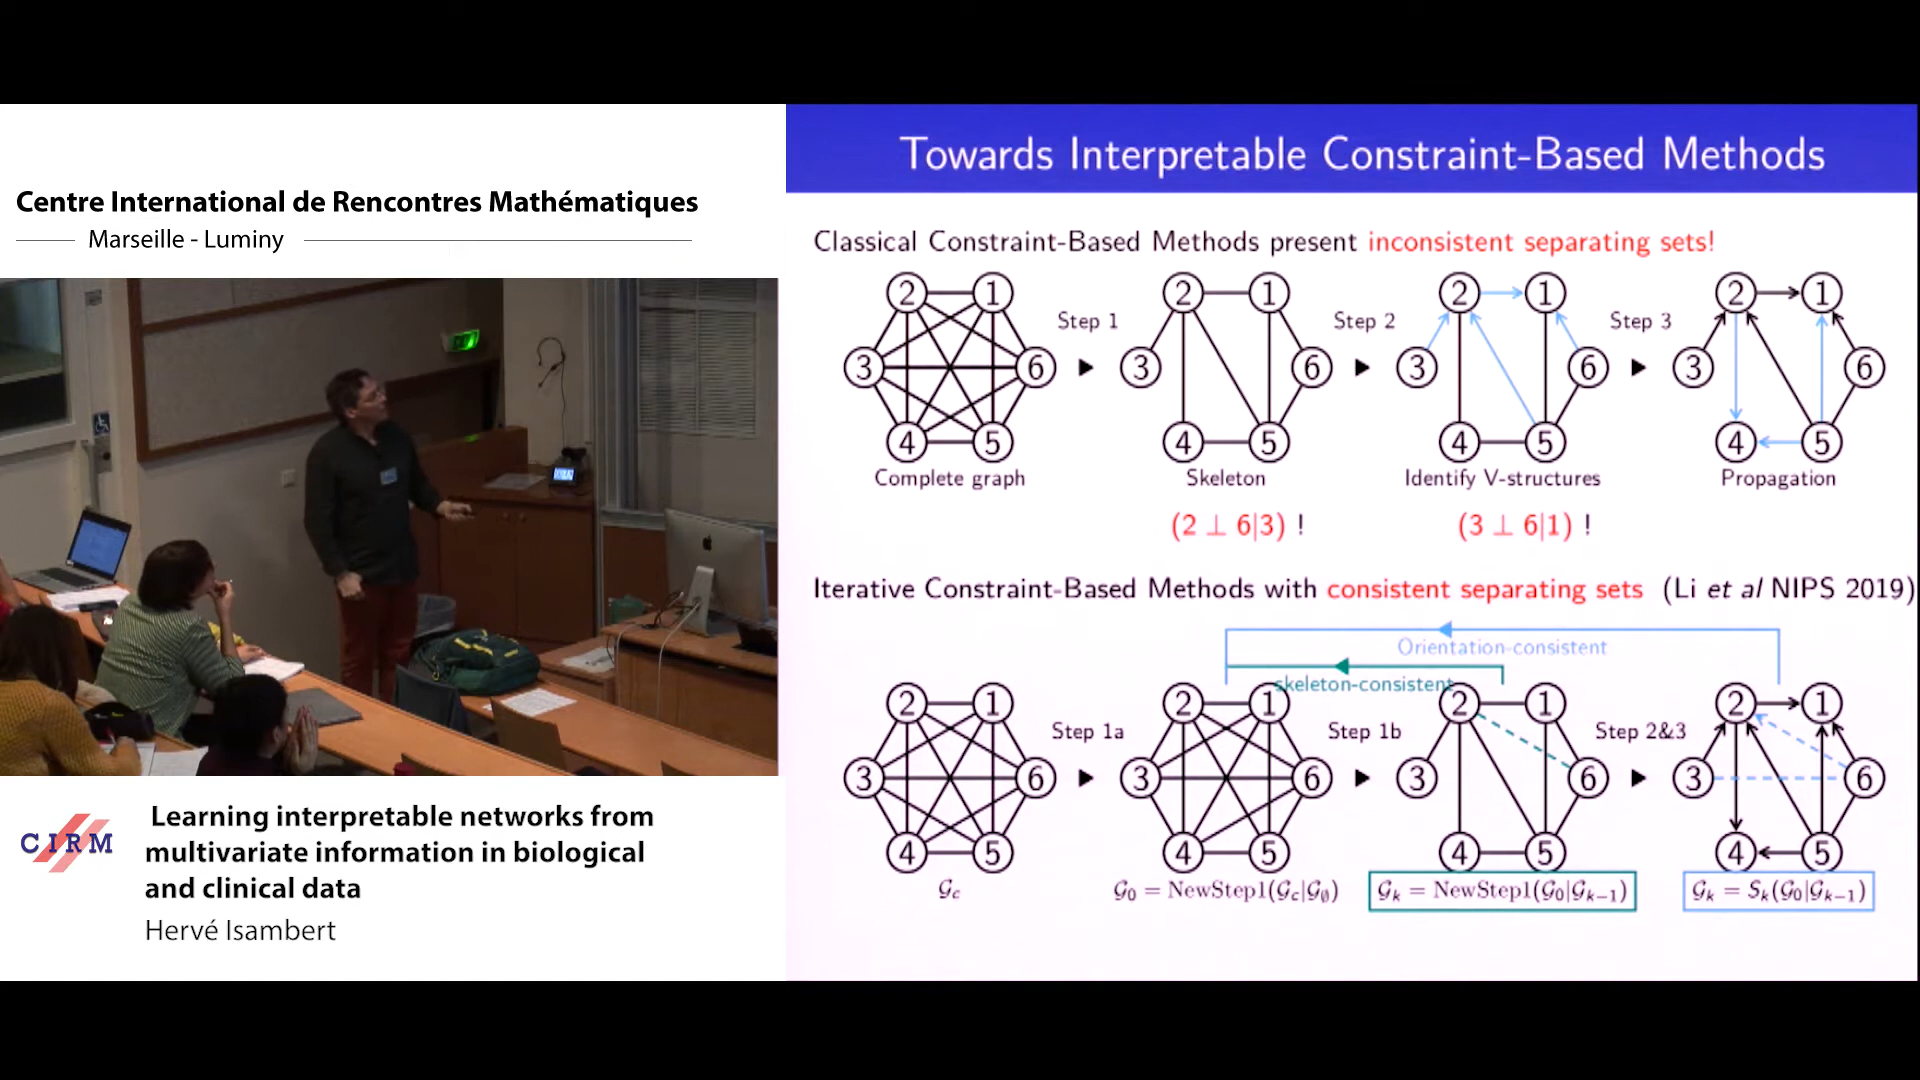 Centre International de Rencontres Mathématiques
Marseille - Luminy
CIRM
Learning interpretable networks from
multivariate information in biological
and clinical data
Hervé Isambert
Towards Interpretable Constraint-Based Methods
Classical Constraint-Based Methods present inconsistent separating sets!
2 1 2 1 2 1 2 1
Step 1 Step 2 Step 3
3 6 3 6 3 6 3 6
4 5 4 5 4 5 4 5
Complete graph Skeleton Identify V-structures Propagation
(2 ⊥ 6|3) ! (3 ⊥ 6|1) !
Iterative Constraint-Based Methods with consistent separating sets (Li et al NIPS 2019)
Orientation-consistent
skeleton-consistent
2 1 2 1 2 1 2 1
Step 1a Step 1b Step 2&3
3 6 3 6 3 6 3 6
4 5 4 5 4 5 4 5
𝒢c 𝒢0 = NewStep1(𝒢c|𝒢∅) 𝒢k = NewStep1(𝒢0|𝒢k−1) 𝒢k = Sk(𝒢0|𝒢k−1)